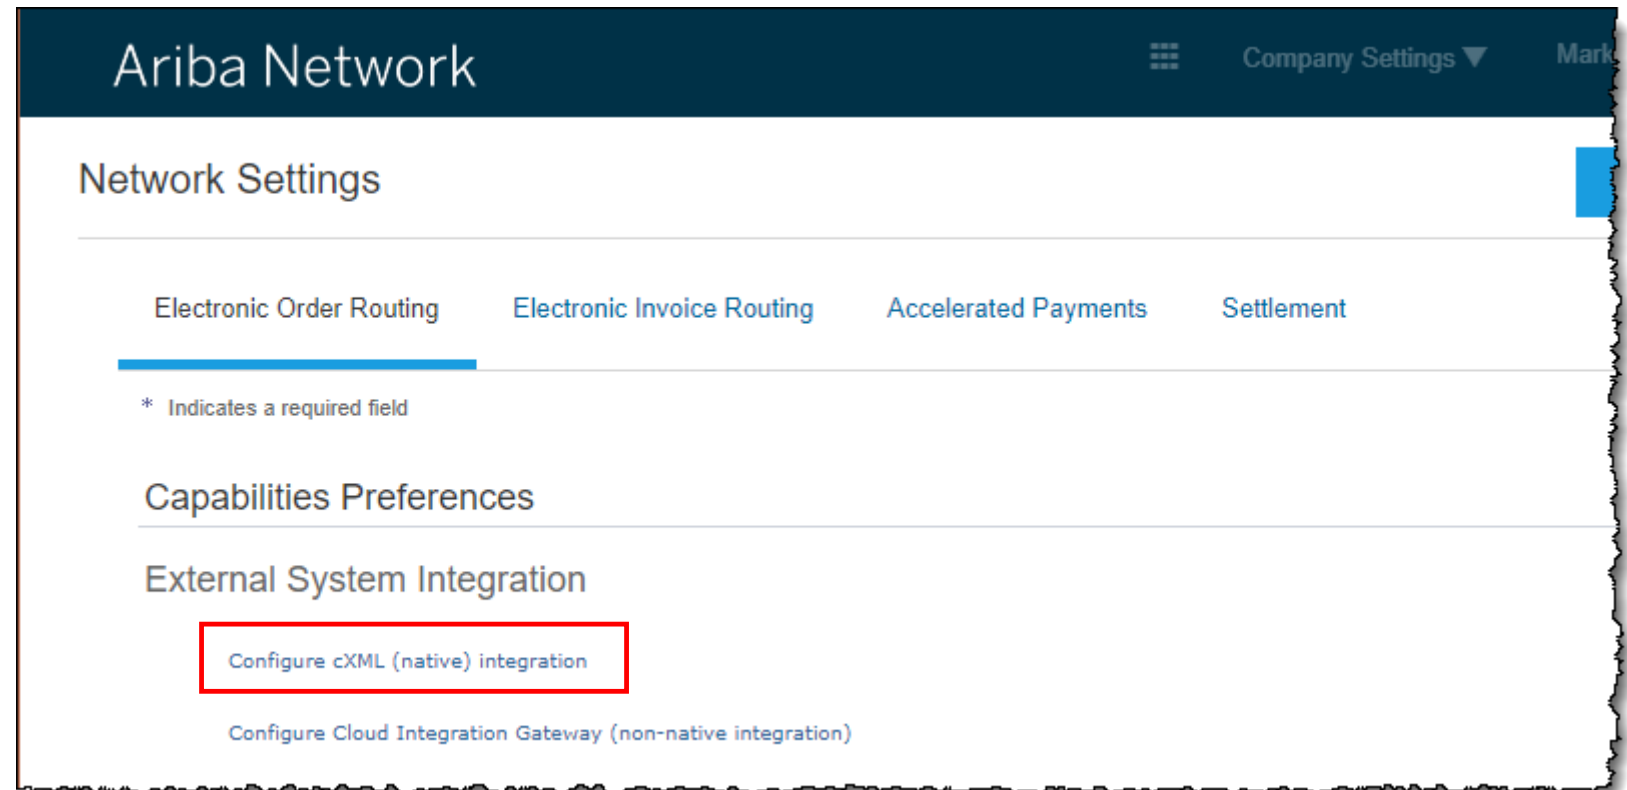 Ariba Network
Company Settings▼
Network Settings
Electronic Order Routing
Electronic Invoice Routing
Accelerated Payments
Settlement
* Indicates a required field
Capabilities Preferences
External System Integration
Configure cXML (native) integration
Configure Cloud Integration Gateway (non-native integration)